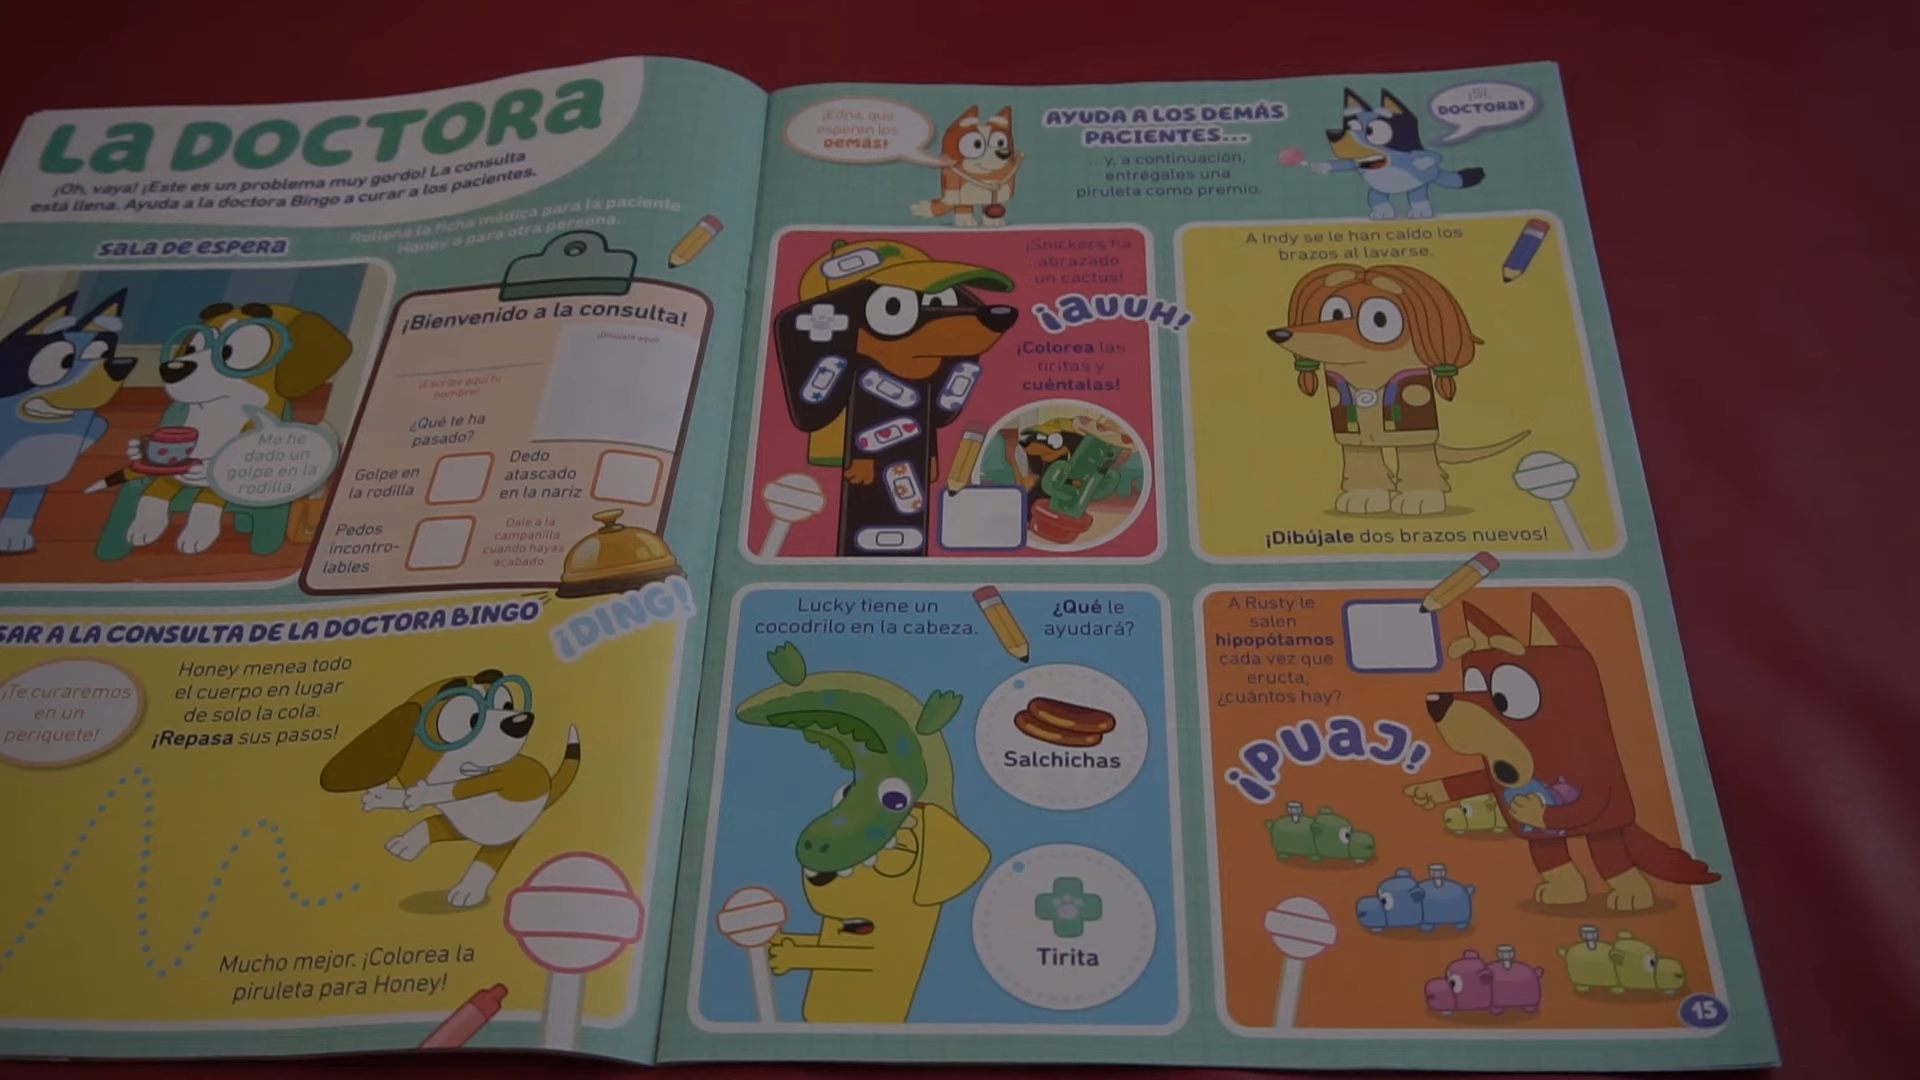 La DOCTORa
¡Oh, vaya! ¡Este es un problema muy gordo! La consulta
está llena. Ayuda a la doctora Bingo a curar a los pacientes.
Rellena la ficha médica para la paciente
Honey o para otra persona.
SaLa DE ESPERa
Me he
dado un
golpe en la
rodilla.
¡Bienvenido a la consulta!
¡Dibújate aquí!
¡Escribe aquí tu
nombre!
¿Qué te ha
pasado?
Golpe en
la rodilla
Dedo
atascado
en la nariz
Pedos
incontro-
lables
Dale a la
campanilla
cuando hayas
acabado.
¡DING!
SAR A LA CONSULTA DE LA DOCTORA BINGO
¡Te curaremos
en un
periquete!
Honey menea todo
el cuerpo en lugar
de solo la cola.
¡Repasa sus pasos!
Mucho mejor. ¡Colorea la
piruleta para Honey!
¡Edna, que
esperen los
Demás!
AYUDA A LOS DEMÁS
PACIENTES...
...y, a continuación,
entrégales una
piruleta como premio.
¡SÍ,
DOCTORa!
¡Snickers ha
abrazado
un cactus!
¡aUUH!
¡Colorea las
tiritas y
cuéntalas!
A Indy se le han caído los
brazos al lavarse.
¡Dibújale dos brazos nuevos!
Lucky tiene un
cocodrilo en la cabeza.
¿Qué le
ayudará?
Salchichas
Tirita
A Rusty le
salen
hipopótamos
cada vez que
eructa,
¿cuántos hay?
¡PUaJ!
15